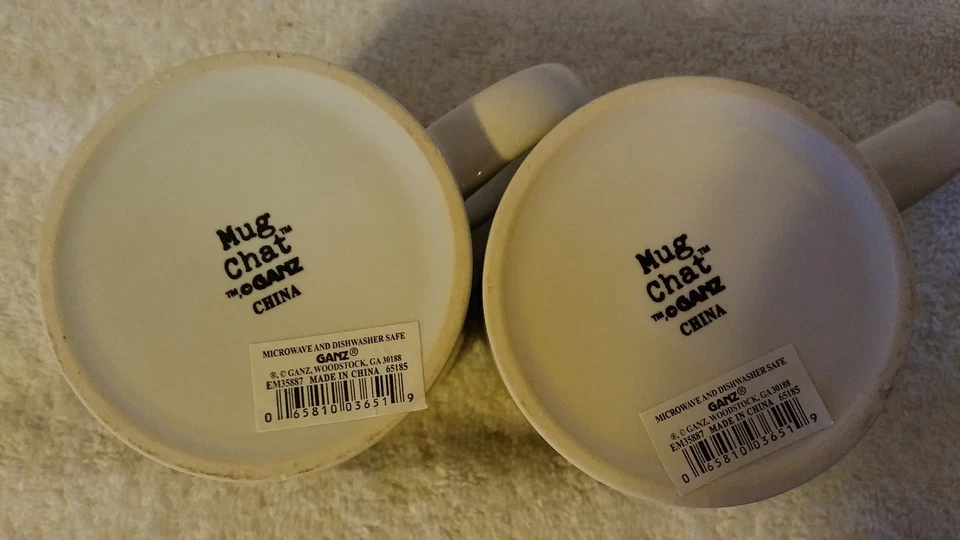 Mug
Chat™
™,©GANZ
CHINA
MICROWAVE AND DISHWASHER SAFE
GANZ®
®, © GANZ, WOODSTOCK, GA 30188
EM35887 MADE IN CHINA 65185
0 65810 03651 9
Mug
Chat™
™,©GANZ
CHINA
MICROWAVE AND DISHWASHER SAFE
GANZ®
®, © GANZ, WOODSTOCK, GA 30188
EM35887 MADE IN CHINA 65185
0 65810 03651 9